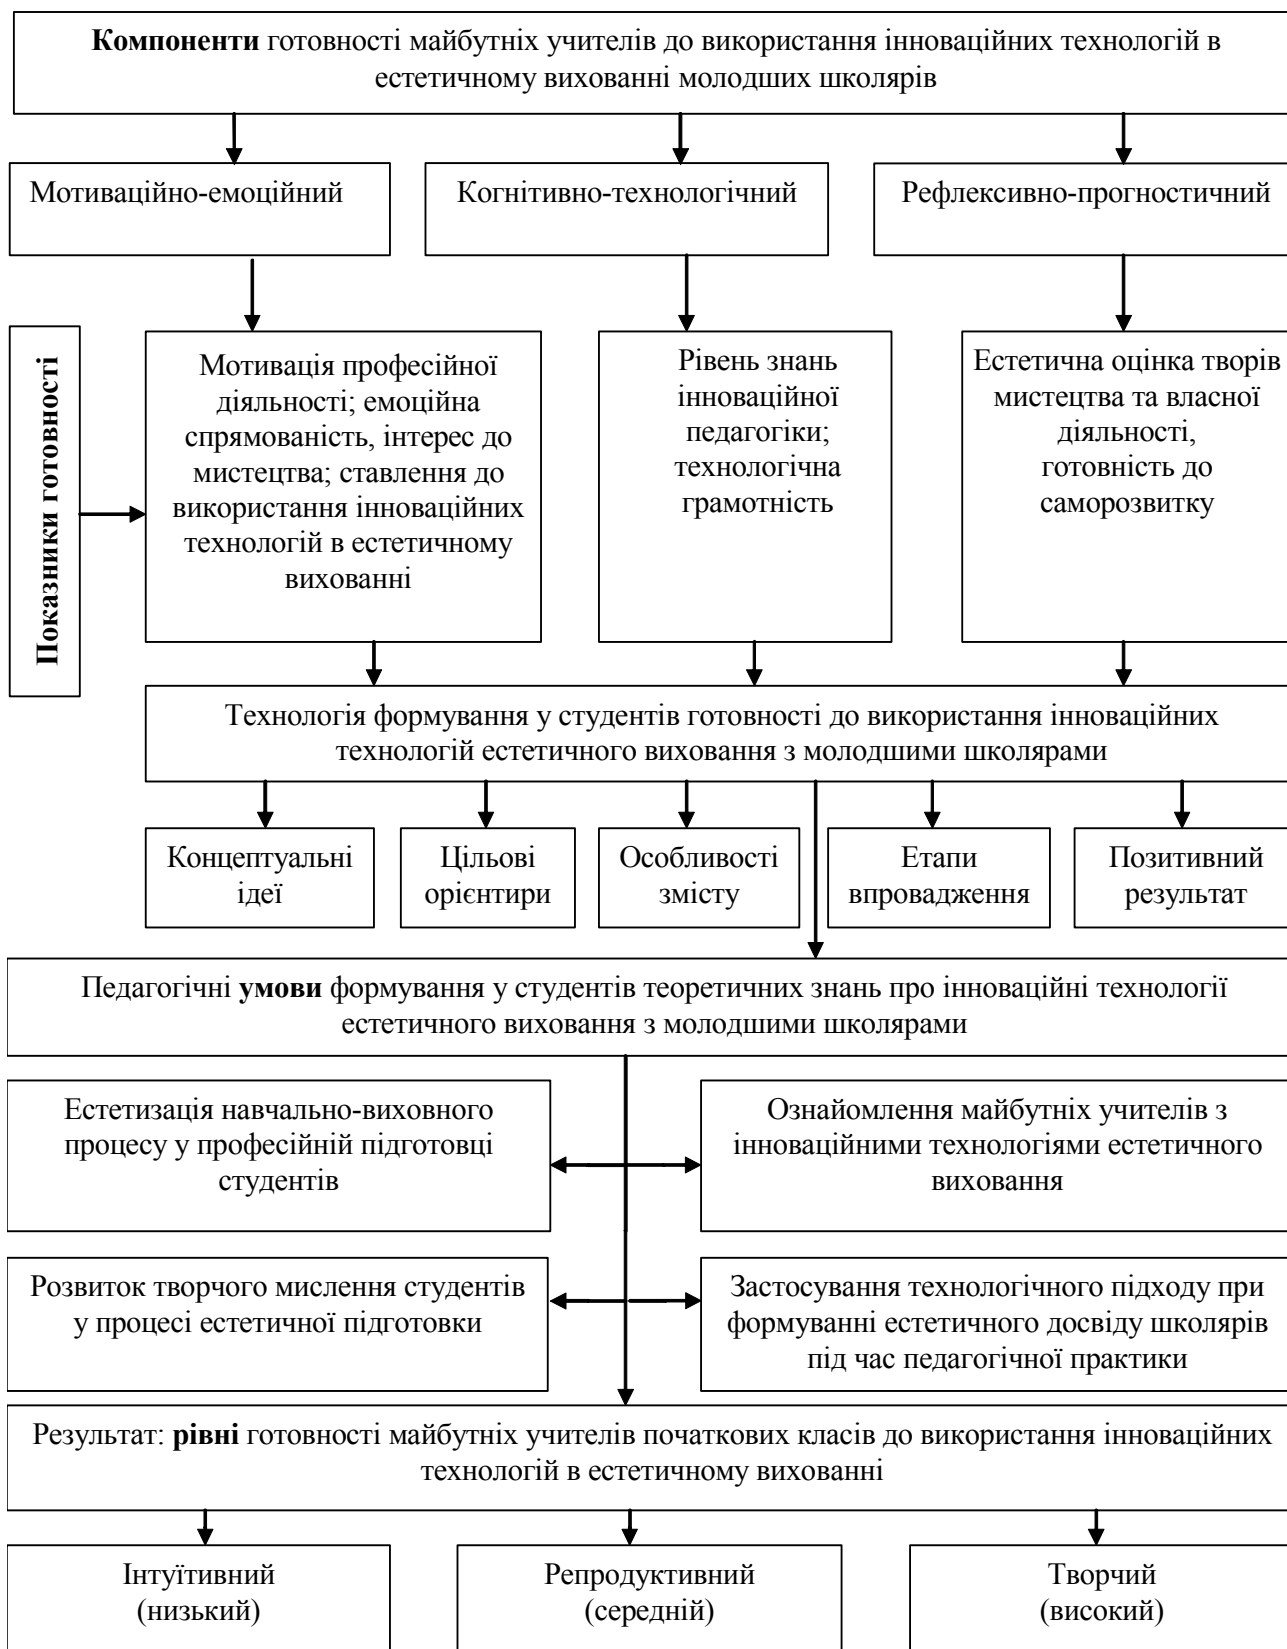 Компоненти готовності майбутніх учителів до використання інноваційних технологій в
естетичному вихованні молодших школярів
Мотиваційно-емоційний
Когнітивно-технологічний
Рефлексивно-прогностичний
Показники готовності
Мотивація професійної
діяльності; емоційна
спрямованість, інтерес до
мистецтва; ставлення до
використання інноваційних
технологій в естетичному
вихованні
Рівень знань
інноваційної
педагогіки;
технологічна
грамотність
Естетична оцінка творів
мистецтва та власної
діяльності,
готовність до
саморозвитку
Технологія формування у студентів готовності до використання інноваційних
технологій естетичного виховання з молодшими школярами
Концептуальні
ідеї
Цільові
орієнтири
Особливості
змісту
Етапи
впровадження
Позитивний
результат
Педагогічні умови формування у студентів теоретичних знань про інноваційні технології
естетичного виховання з молодшими школярами
Естетизація навчально-виховного
процесу у професійній підготовці
студентів
Ознайомлення майбутніх учителів з
інноваційними технологіями естетичного
виховання
Розвиток творчого мислення студентів
у процесі естетичної підготовки
Застосування технологічного підходу при
формуванні естетичного досвіду школярів
під час педагогічної практики
Результат: рівні готовності майбутніх учителів початкових класів до використання інноваційних
технологій в естетичному вихованні
Інтуїтивний
(низький)
Репродуктивний
(середній)
Творчий
(високий)